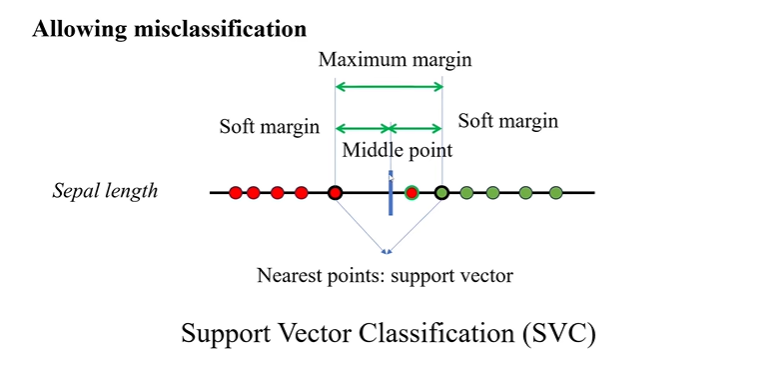 Allowing misclassification
Maximum margin
Soft margin
Soft margin
Middle point
Sepal length
Nearest points: support vector
Support Vector Classification (SVC)